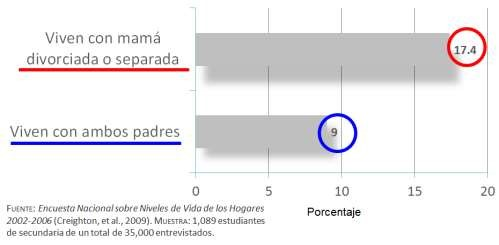 Viven con mamá
divorciada o separada
17.4
Viven con ambos padres
9
0
5
10
15
20
Porcentaje
FUENTE: Encuesta Nacional sobre Niveles de Vida de los Hogares
2002-2006 (Creighton, et al., 2009). MUESTRA: 1,089 estudiantes
de secundaria de un total de 35,000 entrevistados.